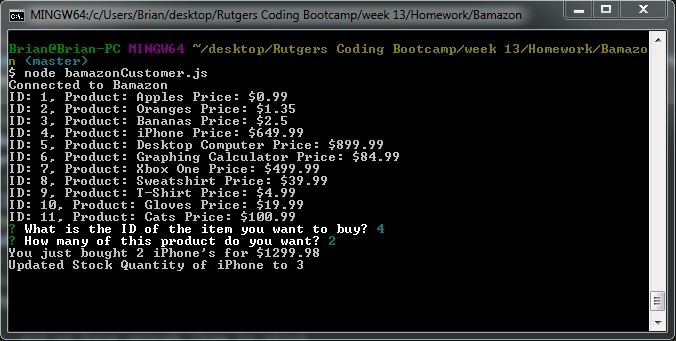 MINGW64:/c/Users/Brian/desktop/Rutgers Coding Bootcamp/week 13/Homework/Bamazon
Brian@Brian-PC MINGW64 ~/desktop/Rutgers Coding Bootcamp/week 13/Homework/Bamazo
n (master)
$ node bamazonCustomer.js
Connected to Bamazon
ID: 1, Product: Apples Price: $0.99
ID: 2, Product: Oranges Price: $1.35
ID: 3, Product: Bananas Price: $2.5
ID: 4, Product: iPhone Price: $649.99
ID: 5, Product: Desktop Computer Price: $899.99
ID: 6, Product: Graphing Calculator Price: $84.99
ID: 7, Product: Xbox One Price: $499.99
ID: 8, Product: Sweatshirt Price: $39.99
ID: 9, Product: T-Shirt Price: $4.99
ID: 10, Product: Gloves Price: $19.99
ID: 11, Product: Cats Price: $100.99
? What is the ID of the item you want to buy? 4
? How many of this product do you want? 2
You just bought 2 iPhone's for $1299.98
Updated Stock Quantity of iPhone to 3